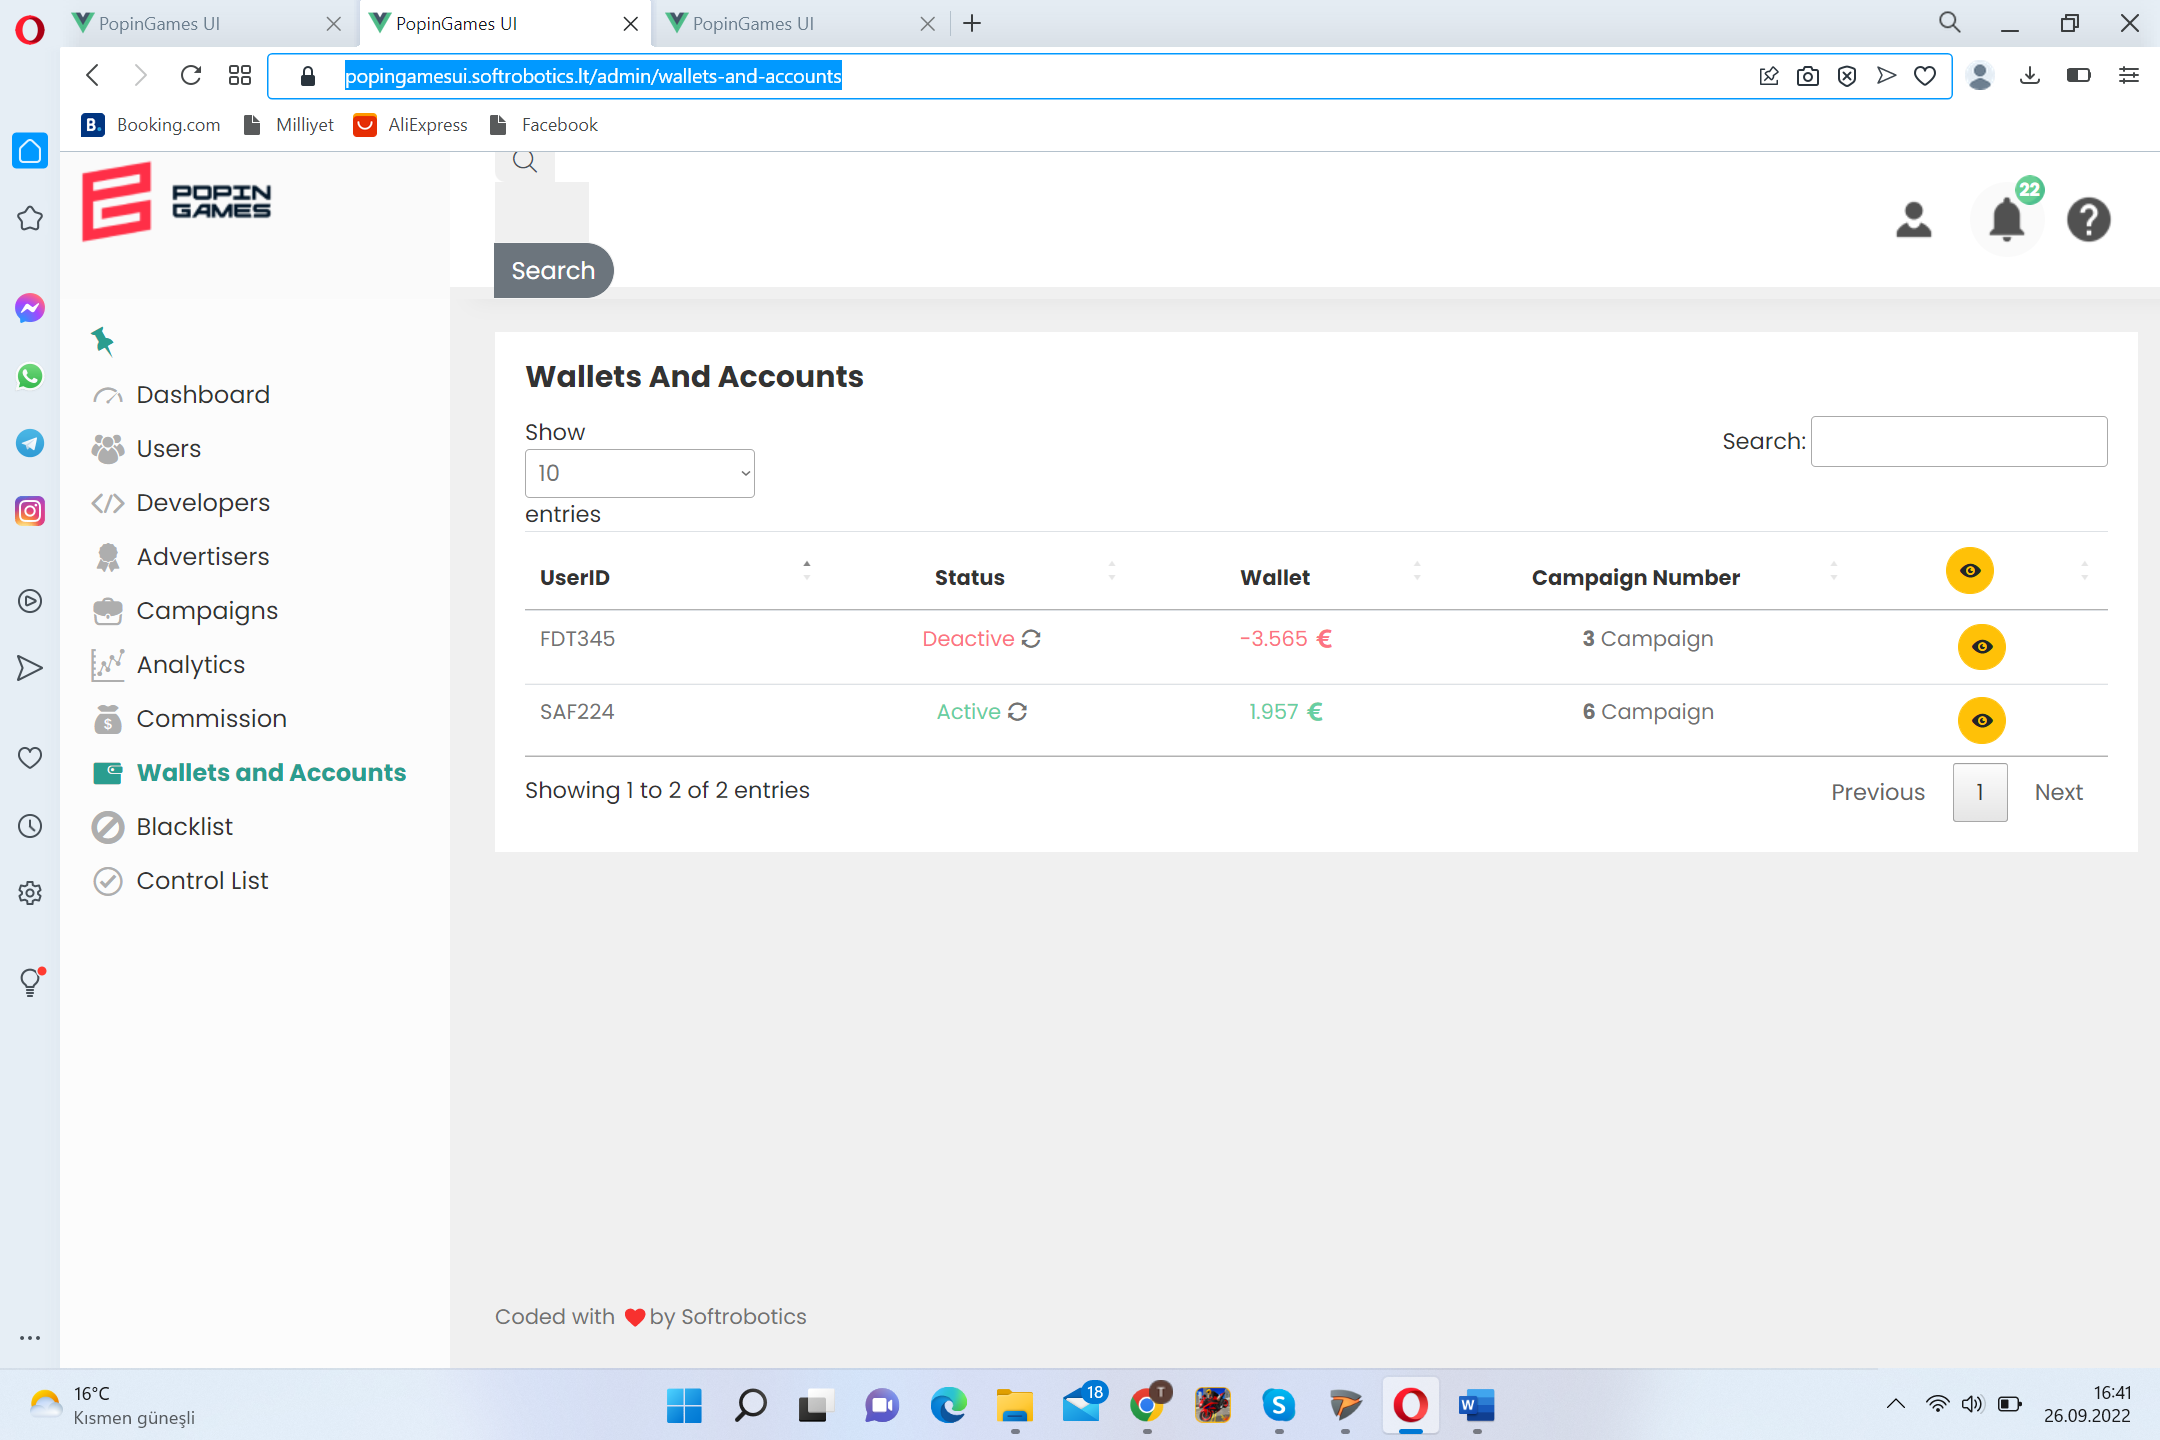 PopinGames UI
PopinGames UI
PopinGames UI
popingamesui.softrobotics.lt/admin/wallets-and-accounts
B. Booking.com Milliyet AliExpress Facebook
POPIN
GAMES
Search
22
Dashboard
Users
Developers
Advertisers
Campaigns
Analytics
Commission
Wallets and Accounts
Blacklist
Control List
Wallets And Accounts
Show
10
entries
Search:
UserID Status Wallet Campaign Number
FDT345 Deactive -3.565 € 3 Campaign
SAF224 Active 1.957 € 6 Campaign
Showing 1 to 2 of 2 entries
Previous 1 Next
Coded with by Softrobotics
16°C
Kısmen güneşli
18
T
S
W
16:41
26.09.2022